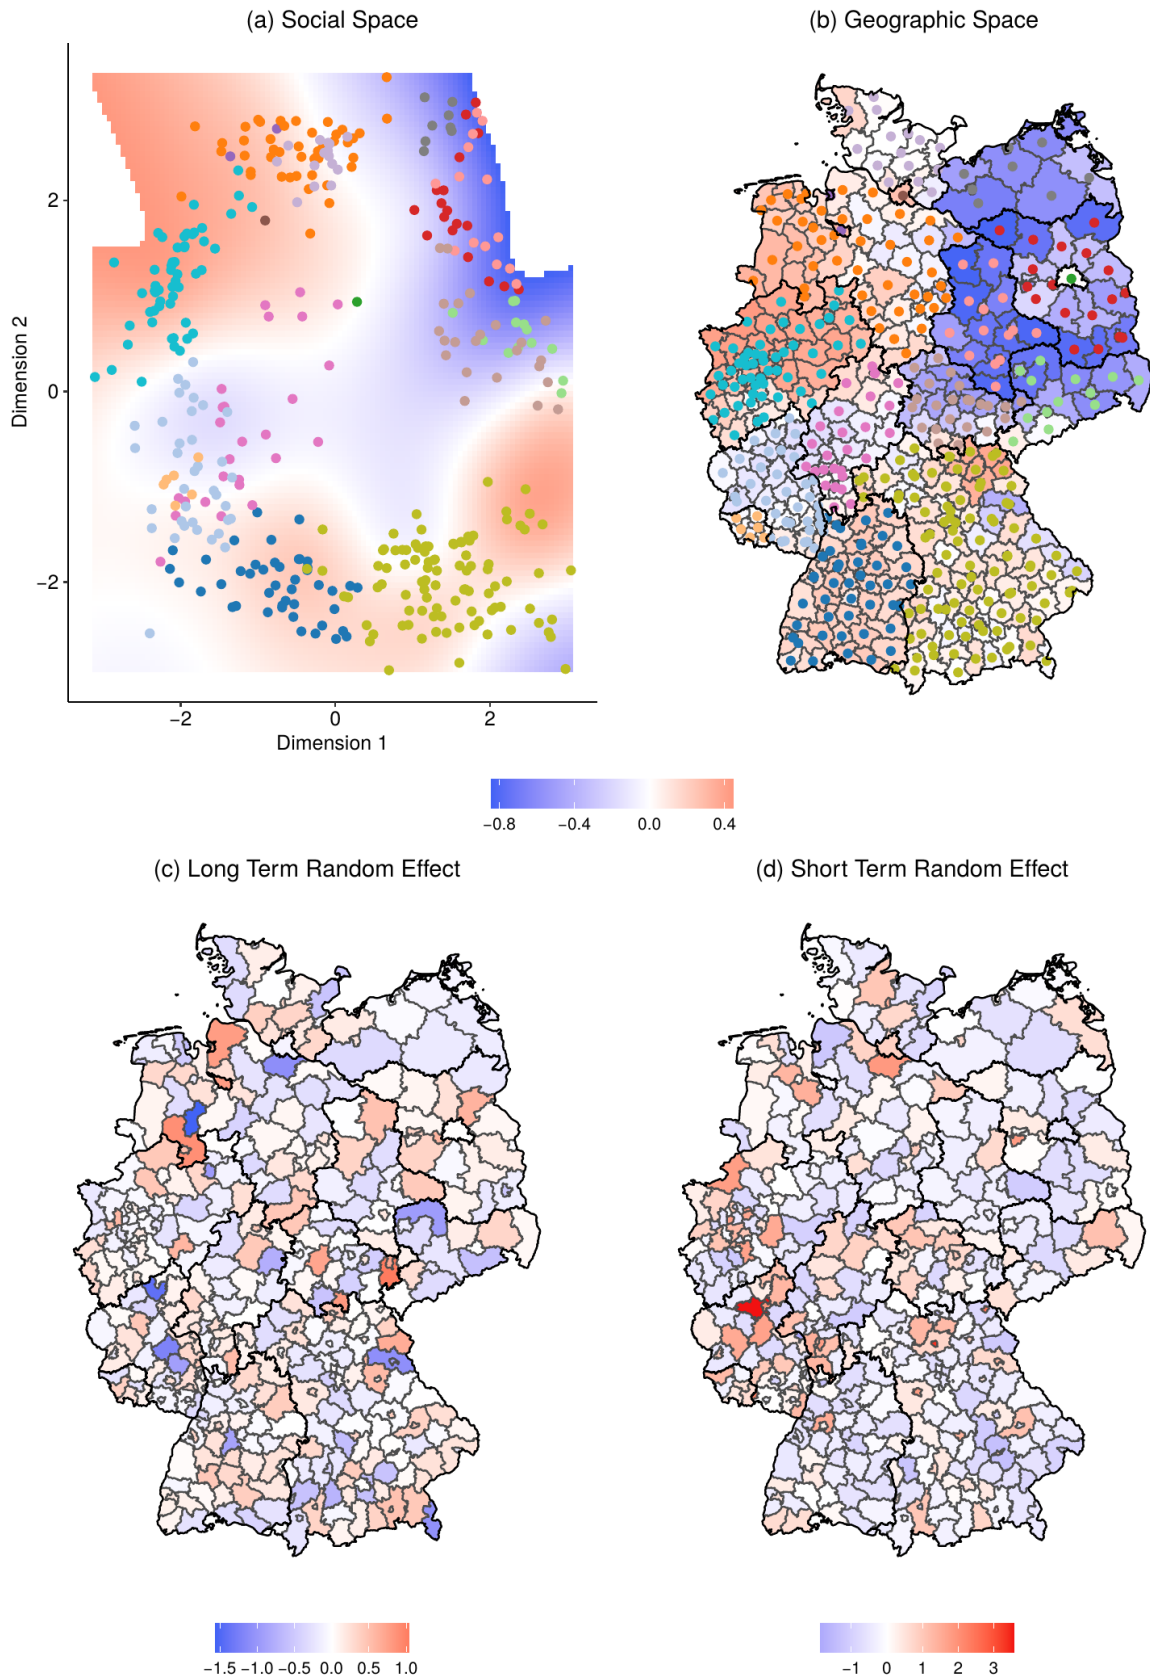 (a) Social Space
(b) Geographic Space
2
0
−2
Dimension 2
−2 0 2
Dimension 1
−0.8 −0.4 0.0 0.4
(c) Long Term Random Effect
(d) Short Term Random Effect
−1.5 −1.0 −0.5 0.0 0.5 1.0
−1 0 1 2 3